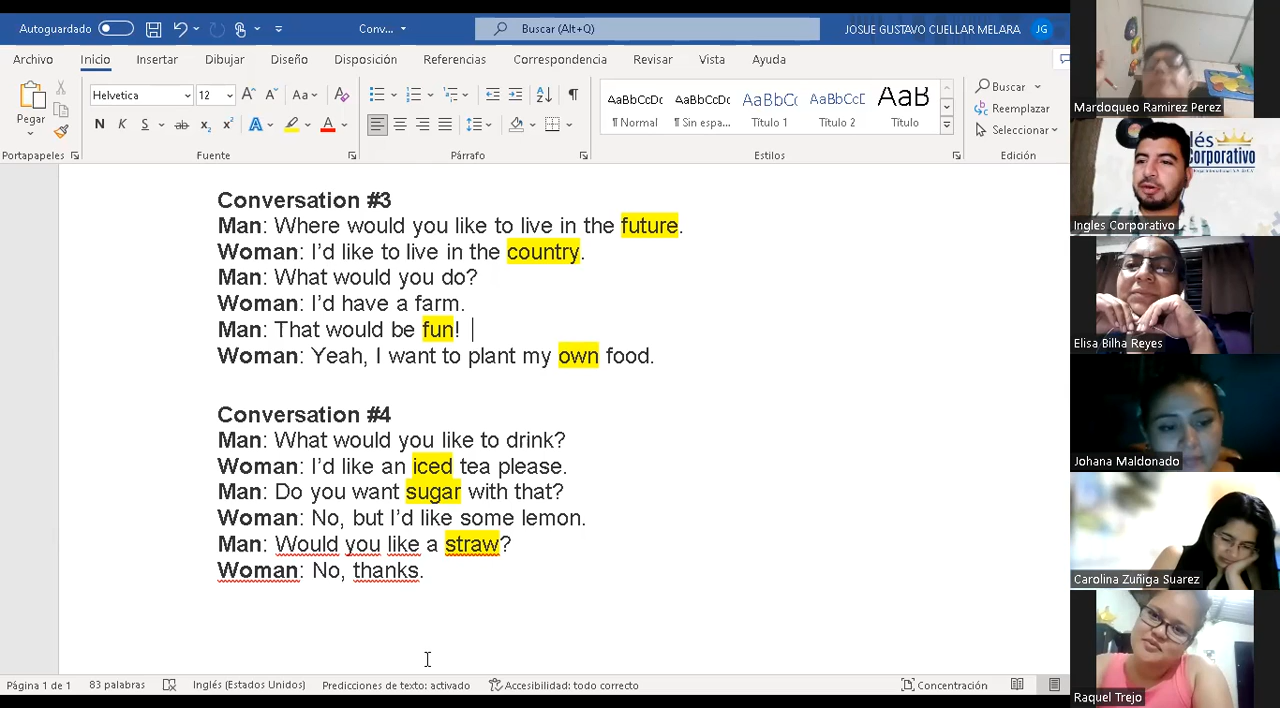 Autoguardado
Conv...
Buscar (Alt+Q)
JOSUE GUSTAVO CUELLAR MELARA
JG
Archivo
Inicio
Insertar
Dibujar
Diseño
Disposición
Referencias
Correspondencia
Revisar
Vista
Ayuda
Pegar
Helvetica
12
Aa
N
K
S
ab
x₂
x²
A
A
AaBbCcDc
AaBbCcDc
AaBbCc
AaBbCcD
AaB
¶ Normal
¶ Sin espa...
Título 1
Título 2
Título
Buscar
Reemplazar
Seleccionar
Portapapeles
Fuente
Párrafo
Estilos
Edición
Conversation #3
Man: Where would you like to live in the future.
Woman: I’d like to live in the country.
Man: What would you do?
Woman: I’d have a farm.
Man: That would be fun!
Woman: Yeah, I want to plant my own food.
Conversation #4
Man: What would you like to drink?
Woman: I’d like an iced tea please.
Man: Do you want sugar with that?
Woman: No, but I’d like some lemon.
Man: Would you like a straw?
Woman: No, thanks.
Página 1 de 1
83 palabras
Inglés (Estados Unidos)
Predicciones de texto: activado
Accesibilidad: todo correcto
Concentración
Mardoqueo Ramirez Perez
lés
Corporativo
Ingles Corporativo
Elisa Bilha Reyes
Johana Maldonado
Carolina Zuñiga Suarez
Raquel Trejo